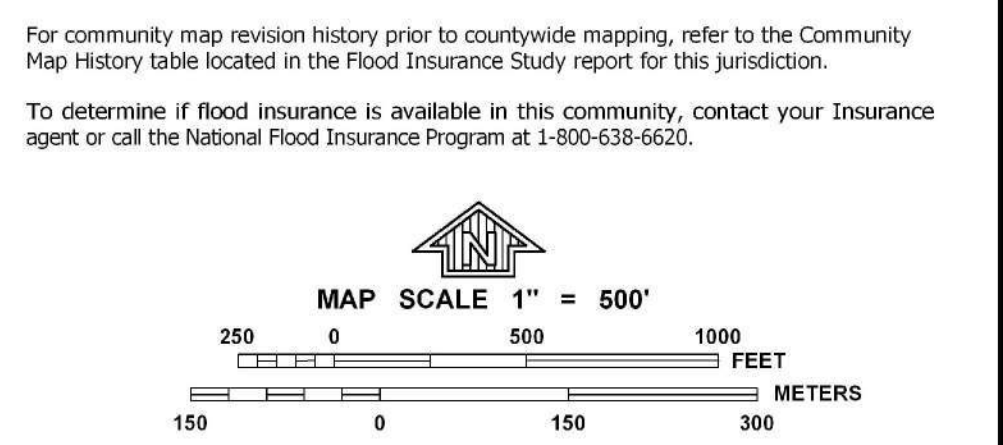 For community map revision history prior to countywide mapping, refer to the Community
Map History table located in the Flood Insurance Study report for this jurisdiction.
To determine if flood insurance is available in this community, contact your Insurance
agent or call the National Flood Insurance Program at 1-800-638-6620.
N
MAP SCALE 1" = 500'
250 0 500 1000
FEET
METERS
150 0 150 300